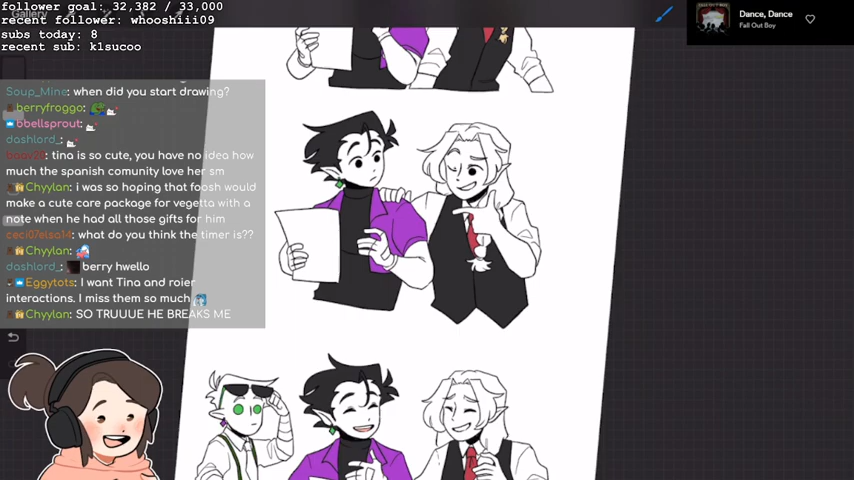 follower goal: 32,382 / 33,000
recent follower: whooshiii09
subs today: 8
recent sub: k1sucoo
Gallery
Dance, Dance
Fall Out Boy
Soup_Mine: when did you start drawing?
berryfroggo:
bbellsprout:
dashlord_:
tina is so cute, you have no idea how
much the spanish comunity love her sm
Chyylan: i was so hoping that foosh would
make a cute care package for vegetta with a
note when he had all those gifts for him
ceci07elsa14: what do you think the timer is??
Chyylan:
dashlord_: berry hwello
Eggytots: I want Tina and roier
interactions. I miss them so much
Chyylan: SO TRUUUE HE BREAKS ME